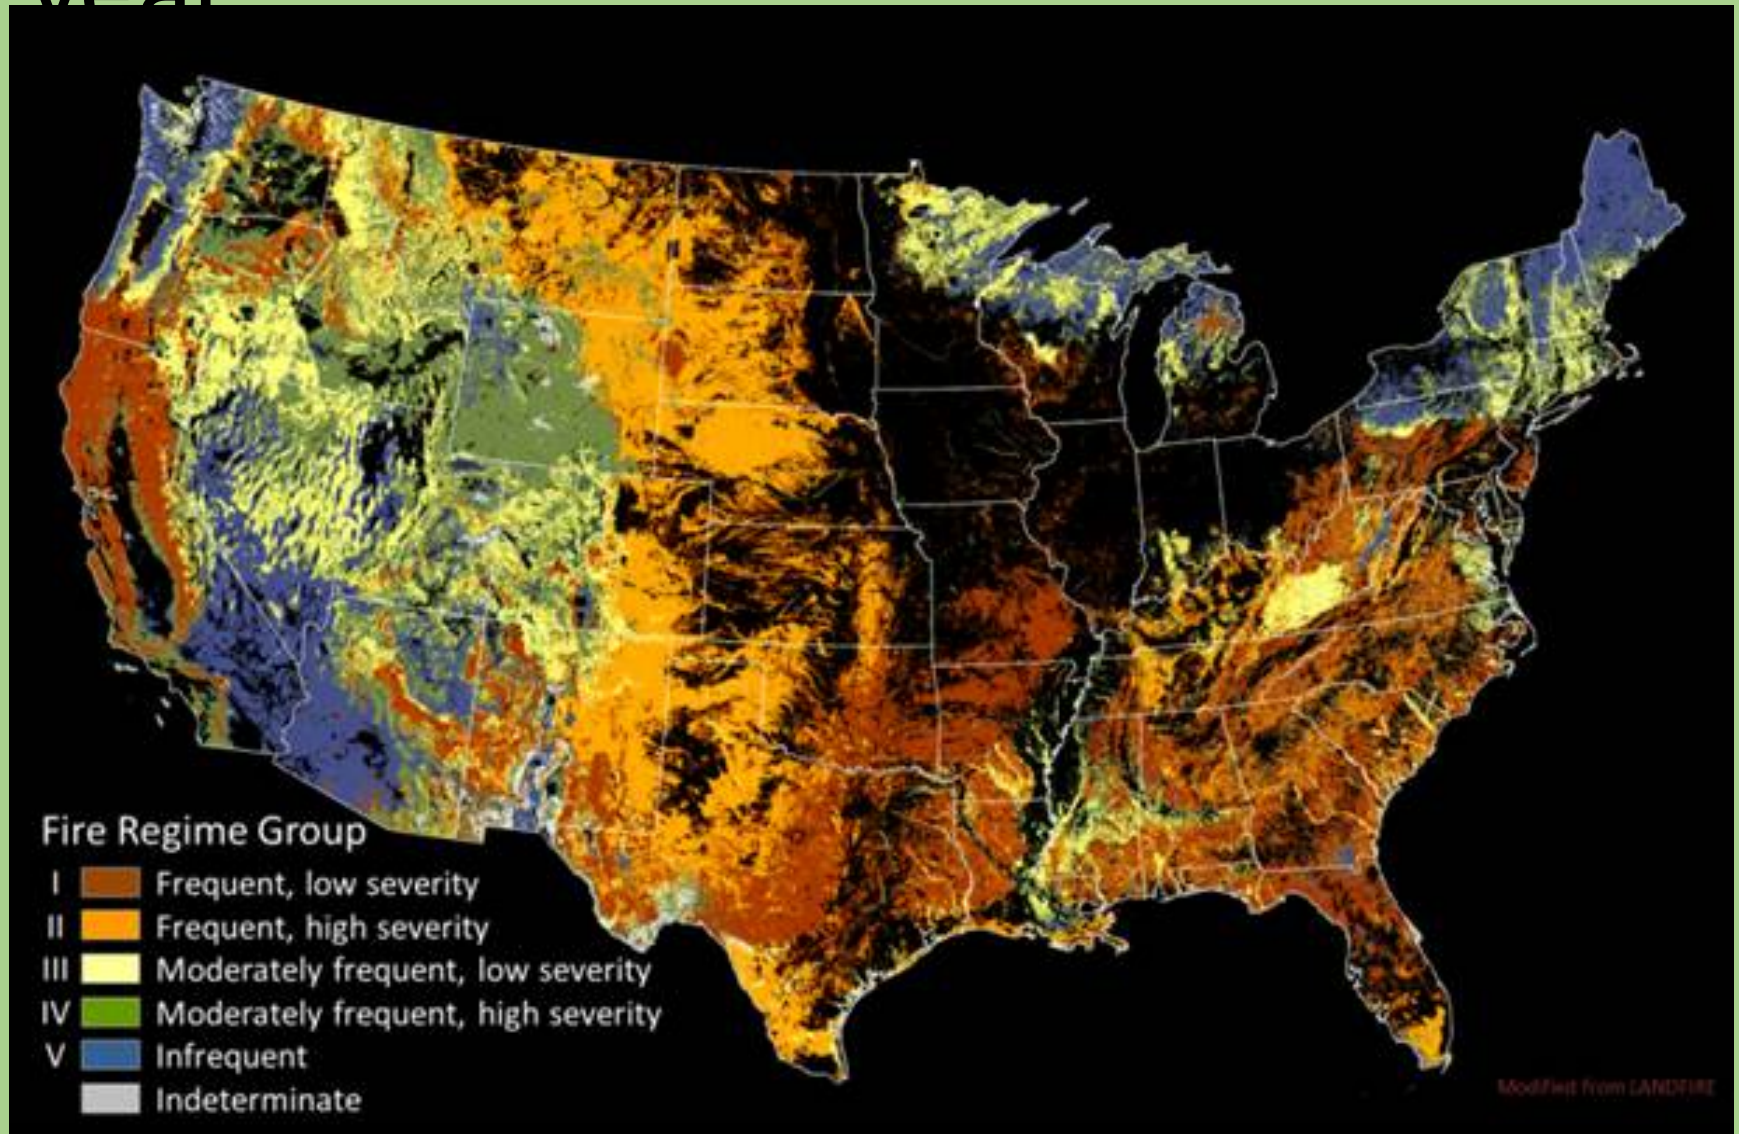 Fire Regime Group
I Frequent, low severity
II Frequent, high severity
III Moderately frequent, low severity
IV Moderately frequent, high severity
V Infrequent
Indeterminate
Modified from LANDFIRE